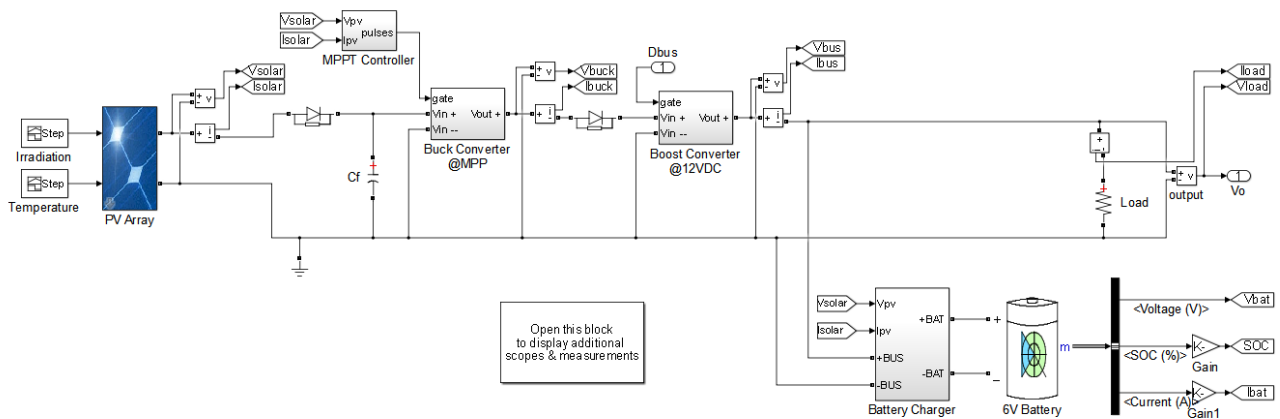 Vsolar
Isolar
Vpv
Ipv
pulses
MPPT Controller
Vsolar
Isolar
+
-
v
+
-
i
Step
Irradiation
Step
Temperature
PV Array
Cf
+
gate
Vin +
Vin --
Vout +
Buck Converter
@MPP
+
-
v
Vbuck
Ibuck
+
-
i
Dbus
1
gate
Vin +
Vin --
Vout +
Boost Converter
@12VDC
+
-
v
Vbus
Ibus
+
-
i
Iload
Vload
+
-
i
+
Load
+
-
v
output
1
Vo
Open this block
to display additional
scopes & measurements
Vsolar
Isolar
Vpv
Ipv
+BUS
-BUS
+BAT
-BAT
Battery Charger
+
_
m
6V Battery
<Voltage (V)>
Vbat
<SOC (%)>
K-
Gain
SOC
<Current (A)>
K-
Gain1
Ibat